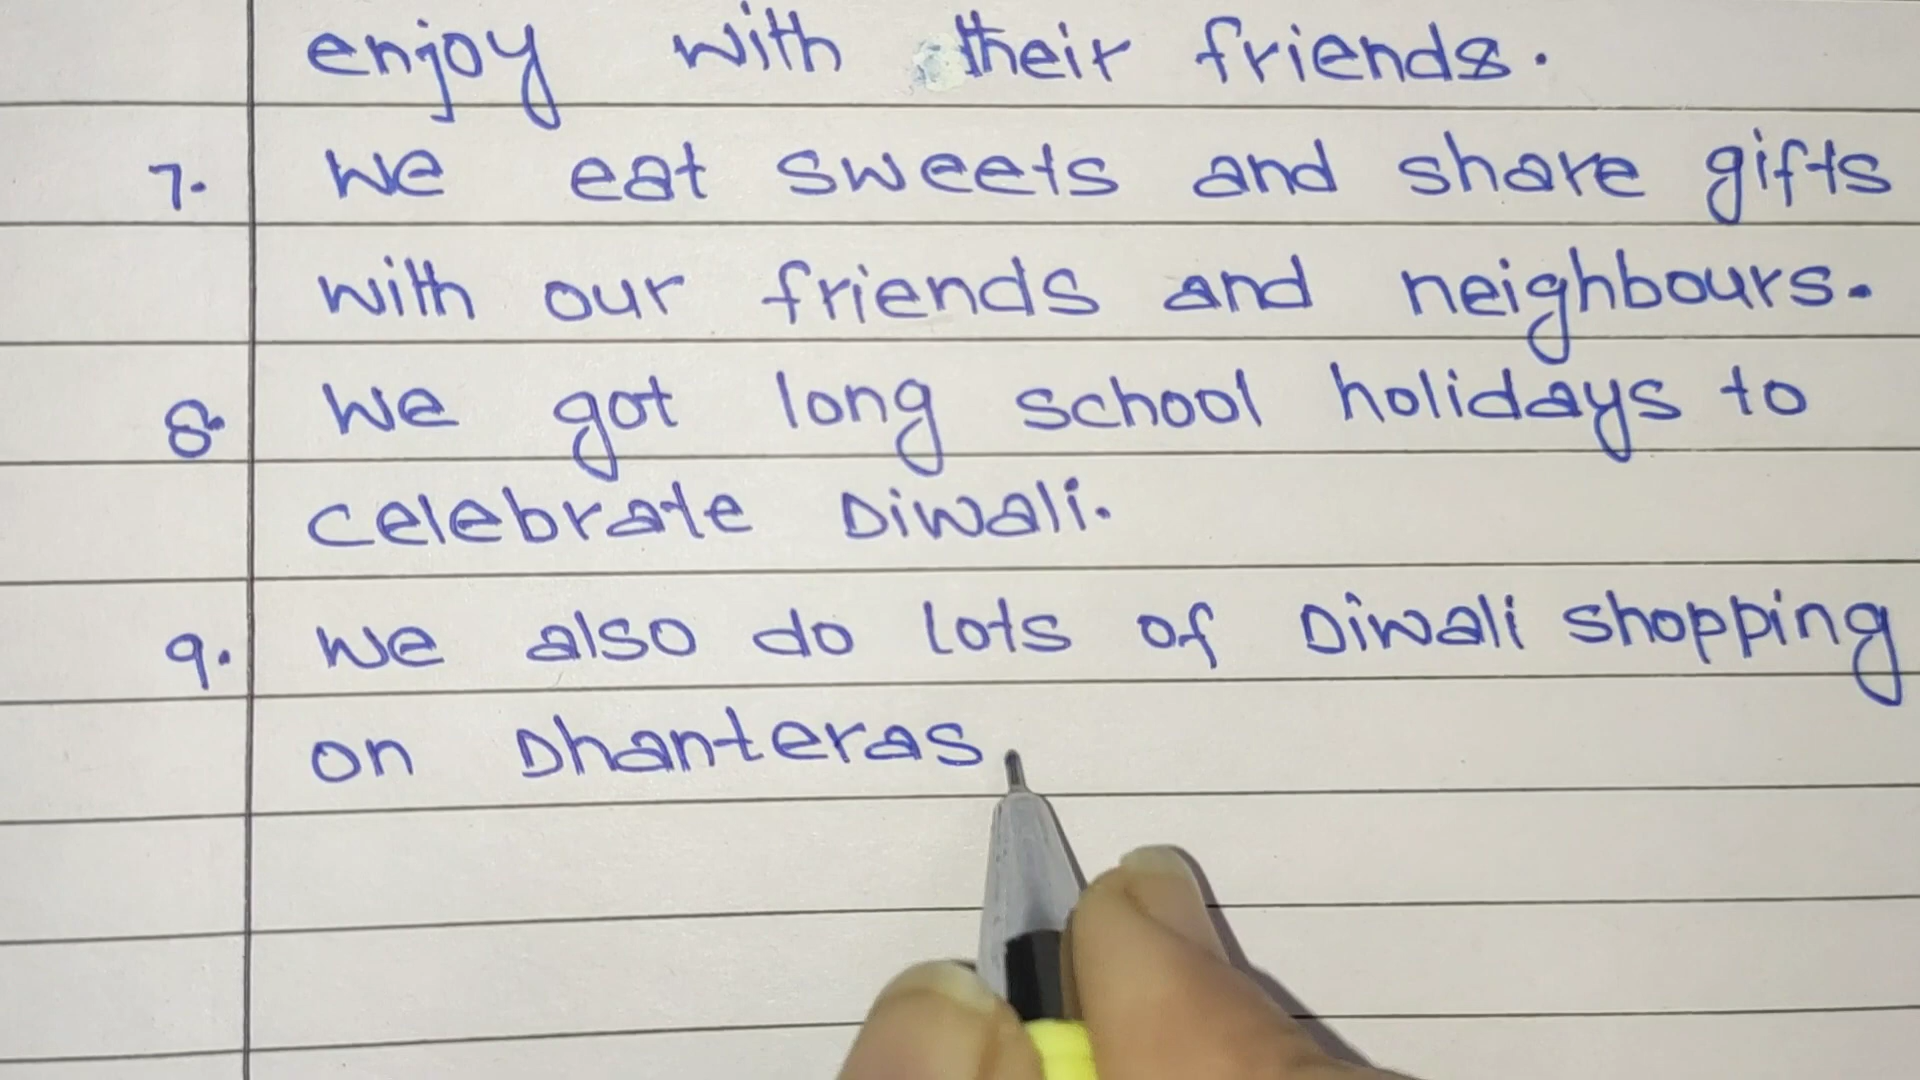 enjoy with their friends.
7. We eat sweets and share gifts
with our friends and neighbours.
8. We got long school holidays to
celebrate Diwali.
9. We also do lots of Diwali shopping
on Dhanteras.